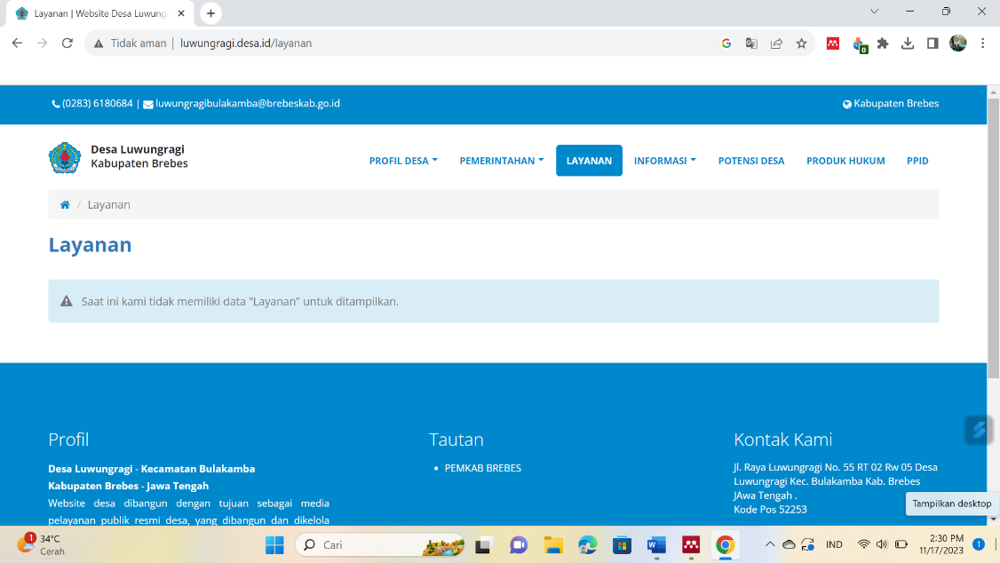 Layanan | Website Desa Luwung
Tidak aman | luwungragi.desa.id/layanan
0
(0283) 6180684 | luwungragibulakamba@brebeskab.go.id
Kabupaten Brebes
Desa Luwungragi
Kabupaten Brebes
PROFIL DESA PEMERINTAHAN LAYANAN INFORMASI POTENSI DESA PRODUK HUKUM PPID
/ Layanan
Layanan
Saat ini kami tidak memiliki data "Layanan" untuk ditampilkan.
Profil
Desa Luwungragi - Kecamatan Bulakamba
Kabupaten Brebes - Jawa Tengah
Website desa dibangun dengan tujuan sebagai media
pelayanan publik resmi desa, yang dibangun dan dikelola
Tautan
• PEMKAB BREBES
Kontak Kami
Jl. Raya Luwungragi No. 55 RT 02 Rw 05 Desa
Luwungragi Kec. Bulakamba Kab. Brebes
JAwa Tengah .
Kode Pos 52253
Tampilkan desktop
1
34°C
Cerah
Cari
IND
2:30 PM
11/17/2023
1